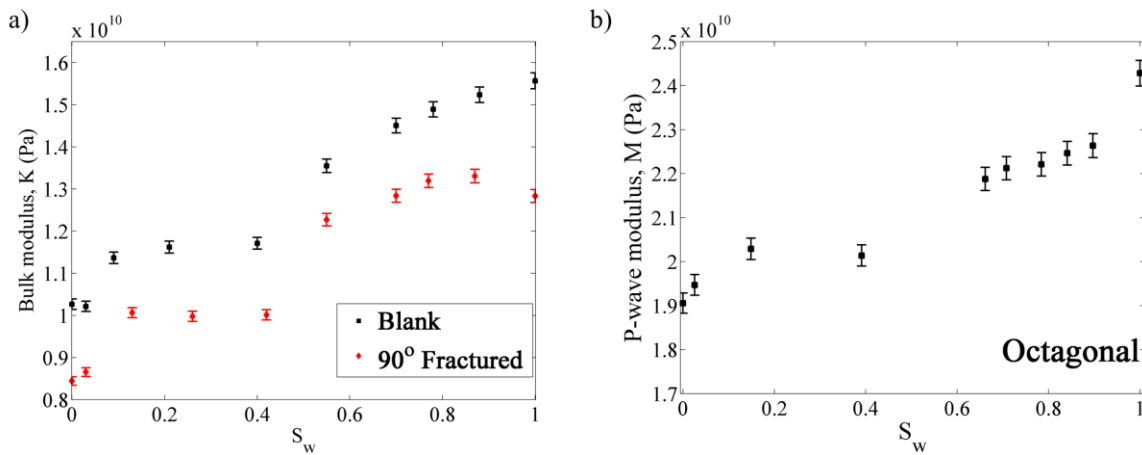 a)
x 10^10
Bulk modulus, K (Pa)
1.6
1.5
1.4
1.3
1.2
1.1
1
0.9
0.8
0
0.2
0.4
0.6
0.8
1
S_w
Blank
90° Fractured
b)
x 10^10
P-wave modulus, M (Pa)
2.5
2.4
2.3
2.2
2.1
2
1.9
1.8
1.7
0
0.2
0.4
0.6
0.8
1
S_w
Octagonal